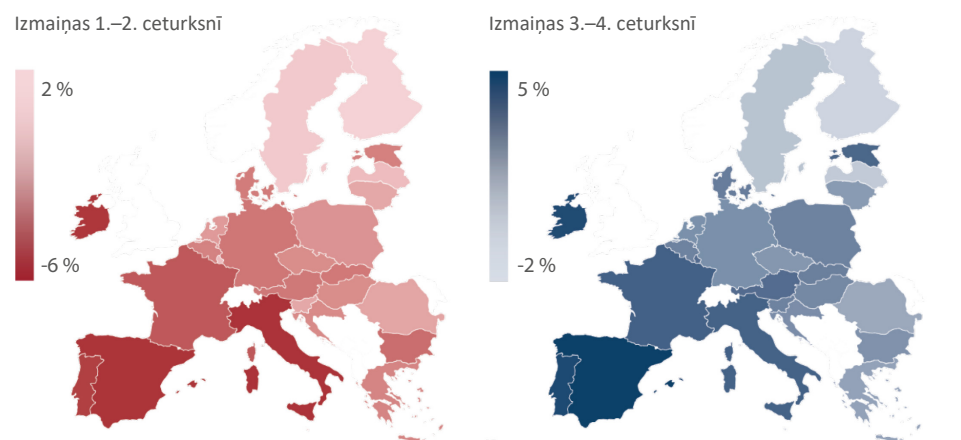 Izmaiņas 1.–2. ceturksnī
2 %
-6 %
Izmaiņas 3.–4. ceturksnī
5 %
-2 %